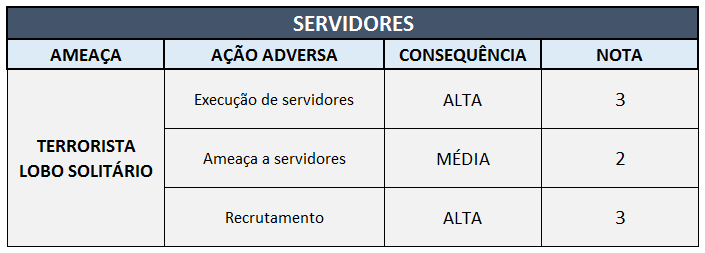 SERVIDORES
AMEAÇA AÇÃO ADVERSA CONSEQUÊNCIA NOTA
TERRORISTA
LOBO SOLITÁRIO
Execução de servidores ALTA 3
Ameaça a servidores MÉDIA 2
Recrutamento ALTA 3